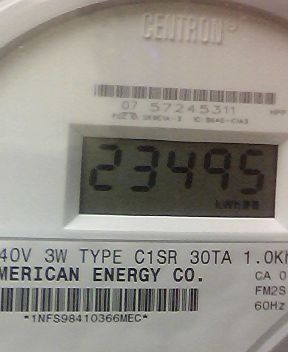 CENTRON®
07 57245311
23495
kWh
40V 3W TYPE C1SR 30TA 1.0Kh
MERICAN ENERGY CO.
CA 0
FM2S
60Hz
*1NFS98410366MEC*